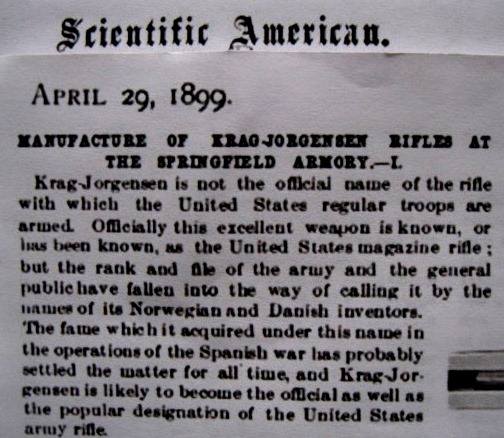 Scientific American.
APRIL 29, 1899.
MANUFACTURE OF KRAG-JORGENSEN RIFLES AT
THE SPRINGFIELD ARMORY.—I.
Krag-Jorgensen is not the official name of the rifle
with which the United States regular troops are
armed. Officially this excellent weapon is known, or
has been known, as the United States magazine rifle;
but the rank and file of the army and the general
public have fallen into the way of calling it by the
names of its Norwegian and Danish inventors.
The fame which it acquired under this name in
the operations of the Spanish war has probably
settled the matter for all time, and Krag-Jor-
gensen is likely to become the official as well as
the popular designation of the United States
army rifle.